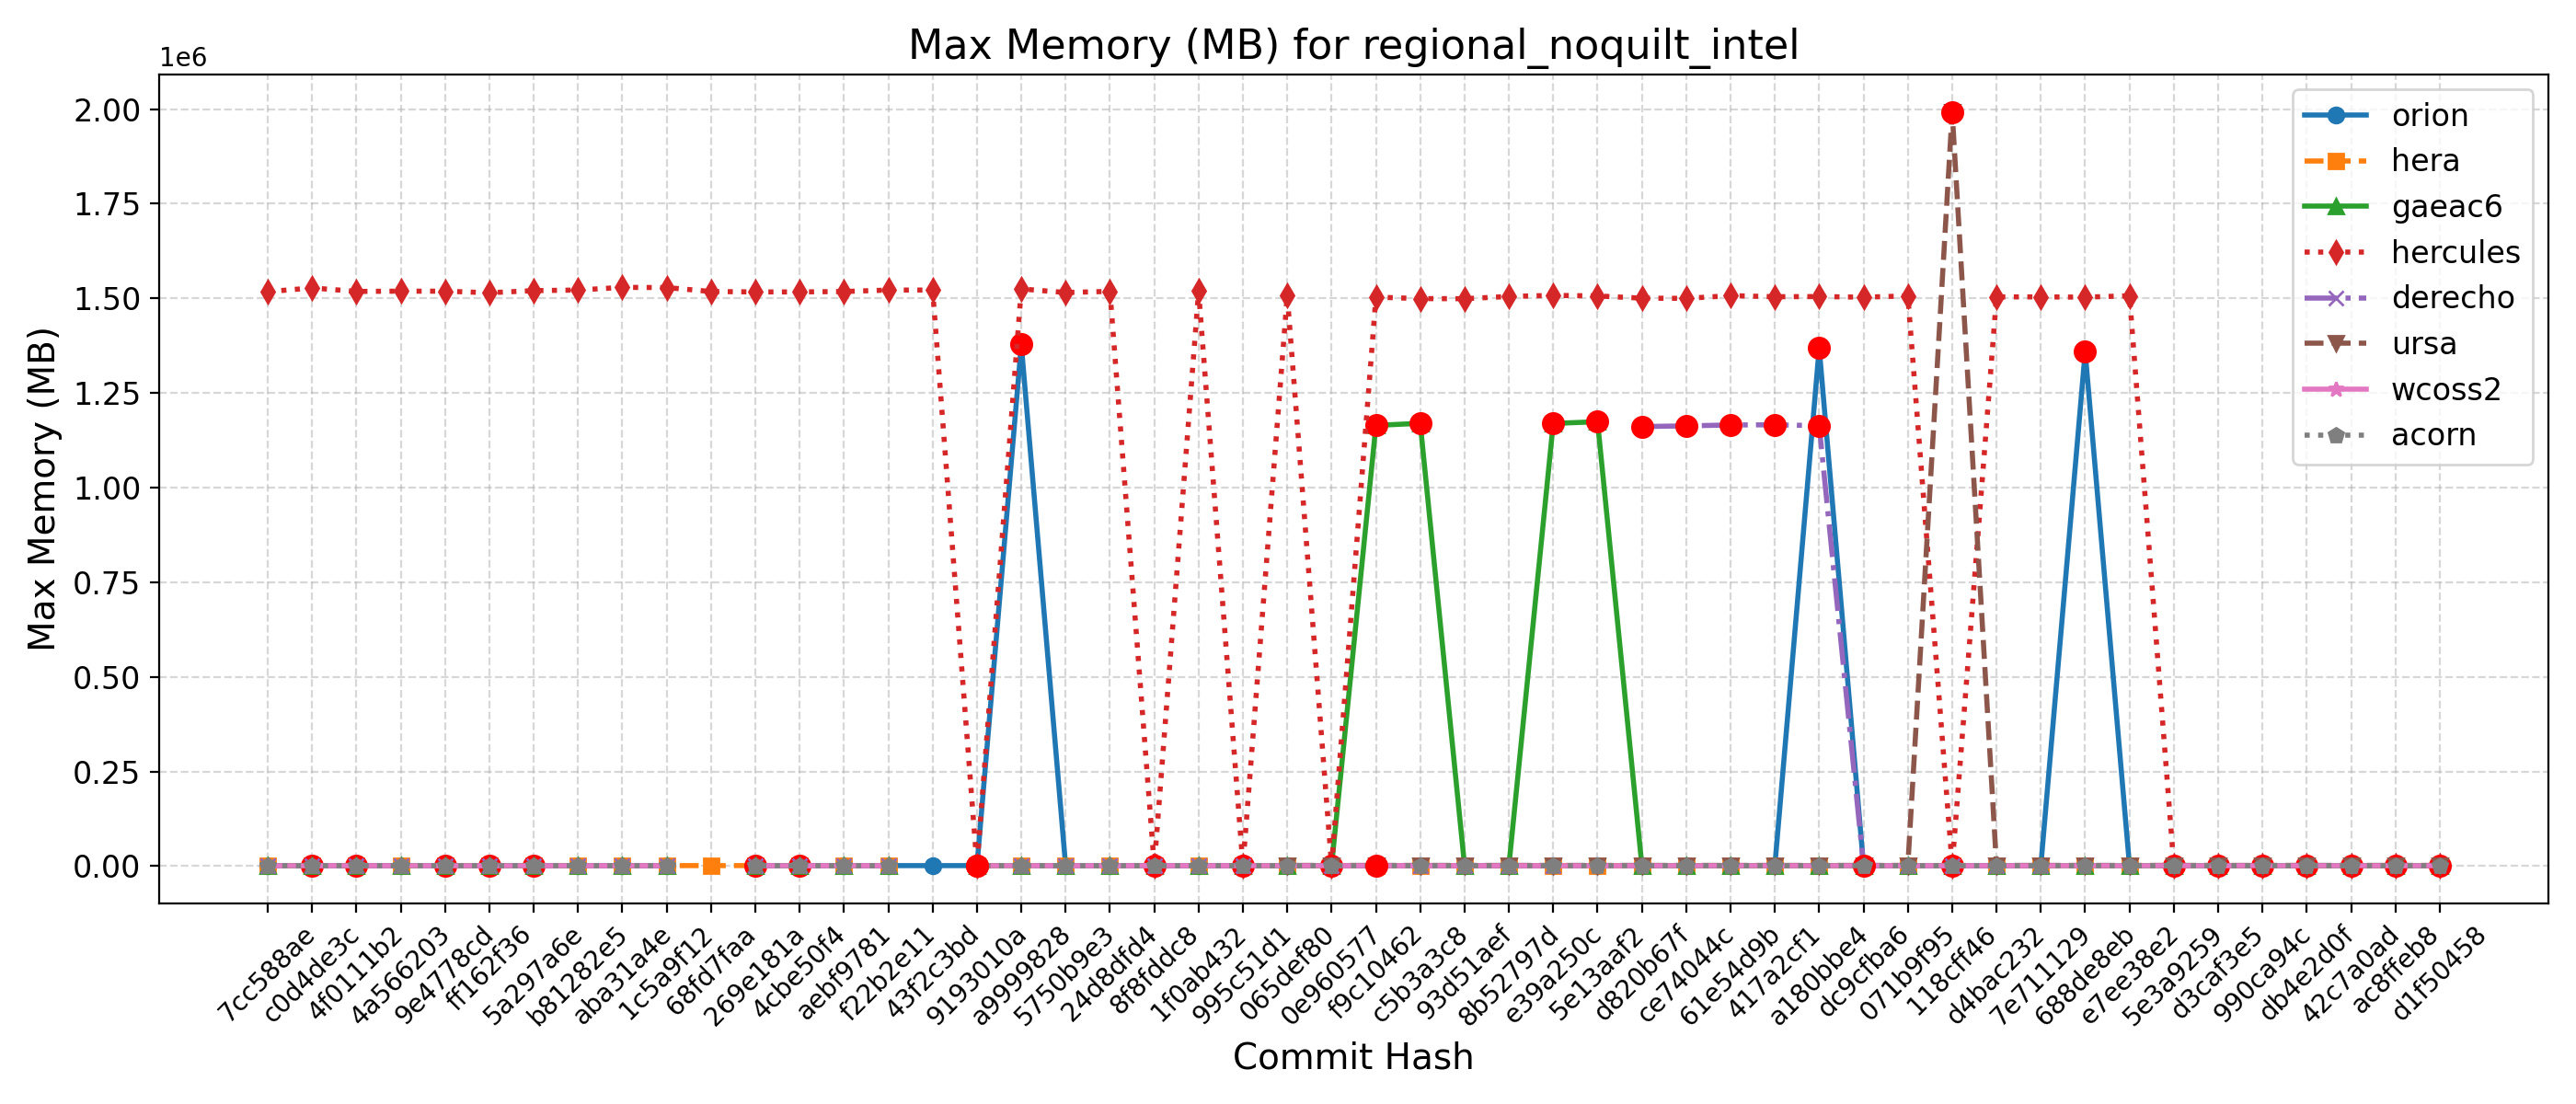 Max Memory (MB) for regional_noquilt_intel
1e6
2.00
1.75
1.50
1.25
1.00
0.75
0.50
0.25
0.00
Max Memory (MB)
orion
hera
gaeac6
hercules
derecho
ursa
wcoss2
acorn
7cc588ae
c0d4de3c
4f0111b2
4a566203
9e4778cd
ff162f36
5a297a6e
b81282e5
aba31a4e
1c5a9f12
68fd7faa
269e181a
4cbe50f4
aebf9781
f22b2e11
43f2c3bd
9193010a
a9999828
5750b9e3
24d8dfd4
8f8fddc8
1f0ab432
995c51d1
065def80
0e960577
f9c10462
c5b3a3c8
93d51aef
8b52797d
e39a250c
5e13aaf2
d820b67f
ce74044c
61e54d9b
417a2cf1
a180bbe4
dc9cfba6
071b9f95
118cff46
d4bac232
7e711129
688de8eb
e7ee38e2
5e3a9259
d3caf3e5
990ca94c
db4e2d0f
42c7a0ad
ac8ffeb8
d1f50458
Commit Hash